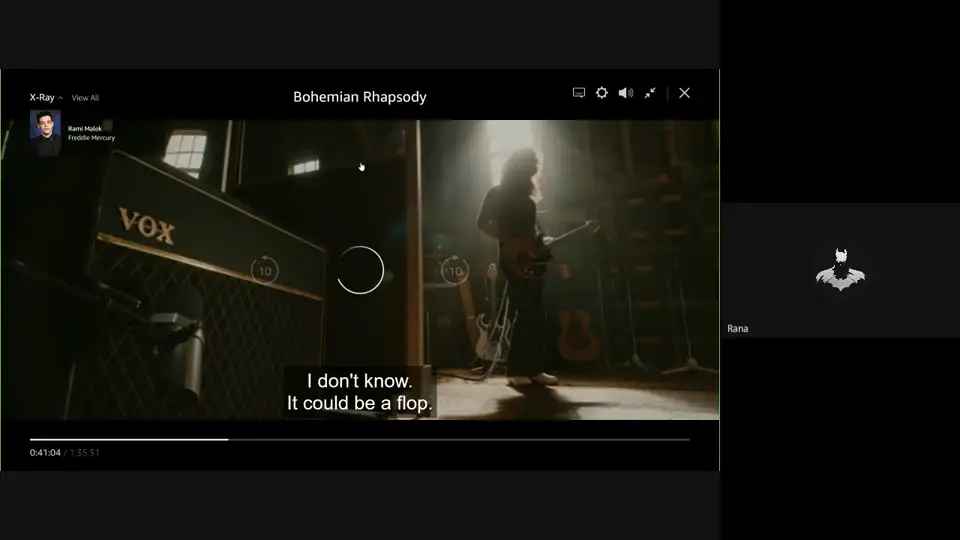 X-Ray View All
Bohemian Rhapsody
Rami Malek
Freddie Mercury
VOX
10
10
I don't know.
It could be a flop.
0:41:04 / 1:35:31
Rana